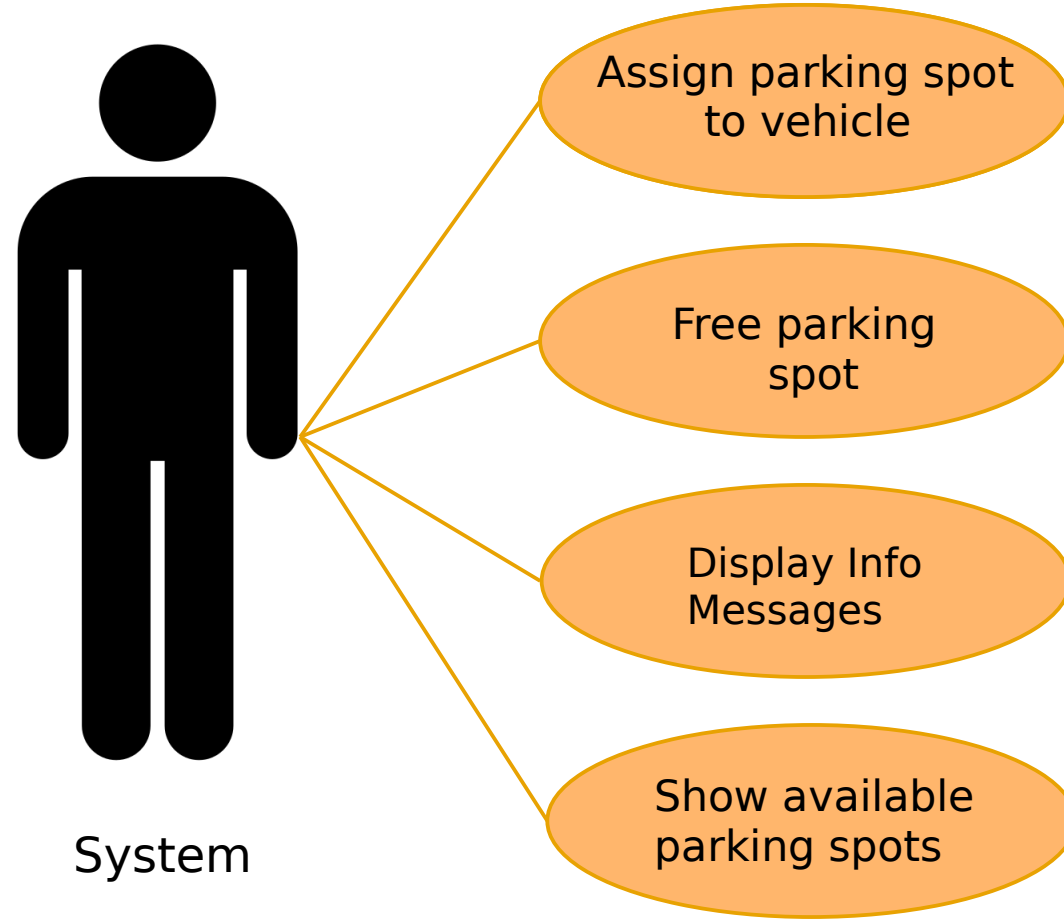 Assign parking spot
to vehicle
Free parking
spot
Display Info
Messages
Show available
parking spots
System